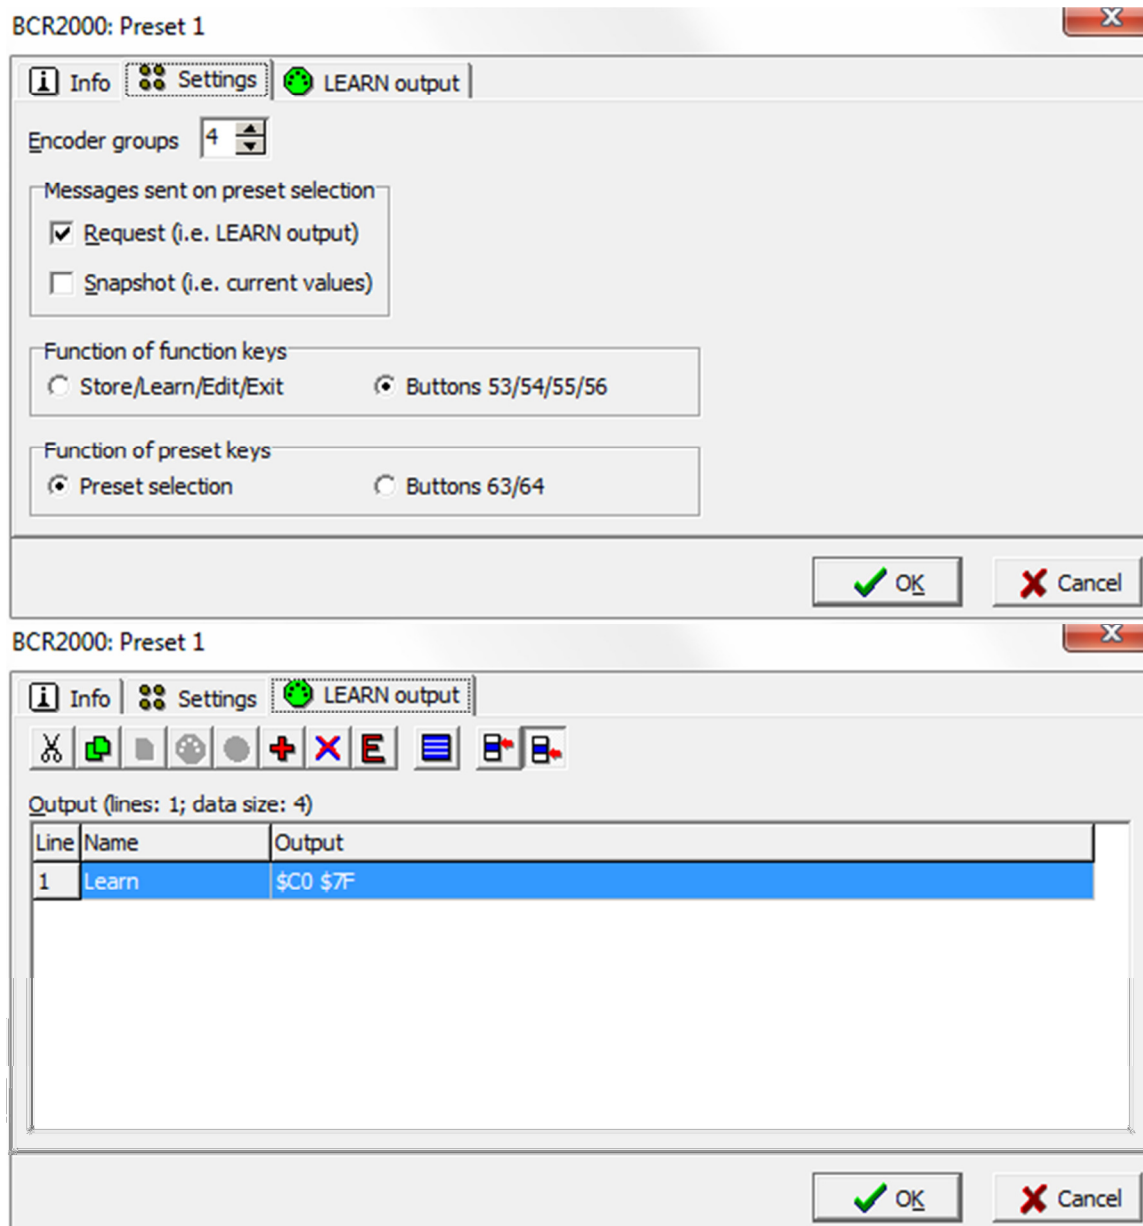 BCR2000: Preset 1
Info Settings LEARN output
Encoder groups 4
Messages sent on preset selection
Request (i.e. LEARN output)
Snapshot (i.e. current values)
Function of function keys
Store/Learn/Edit/Exit Buttons 53/54/55/56
Function of preset keys
Preset selection Buttons 63/64
OK Cancel
BCR2000: Preset 1
Info Settings LEARN output
E
Output (lines: 1; data size: 4)
Line Name Output
1 Learn $C0 $7F
OK Cancel